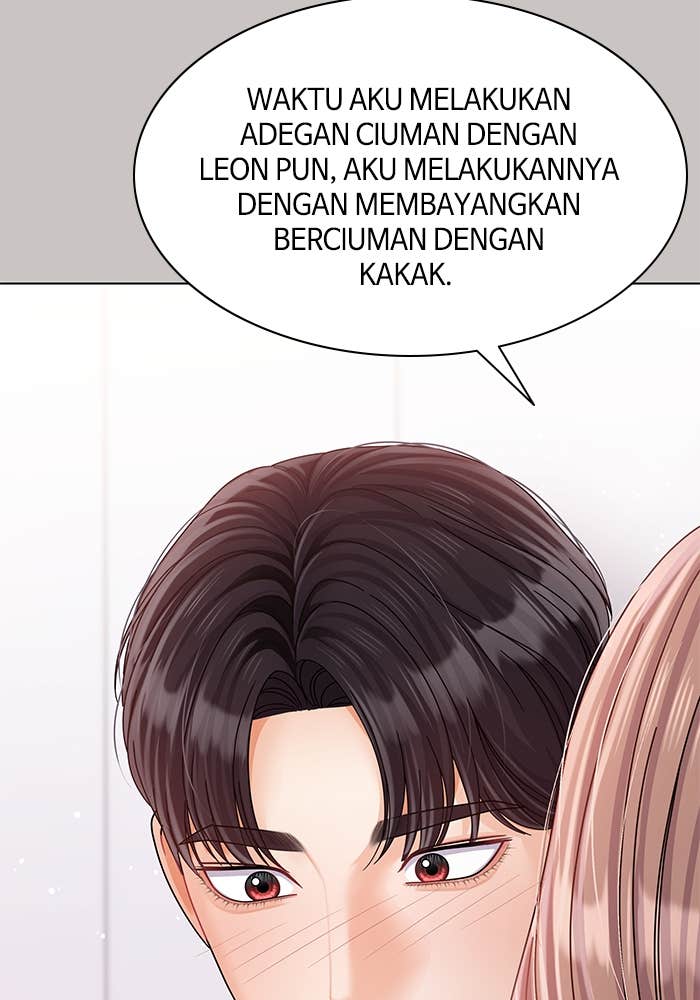 WAKTU AKU MELAKUKAN
ADEGAN CIUMAN DENGAN
LEON PUN, AKU MELAKUKANNYA
DENGAN MEMBAYANGKAN
BERCIUMAN DENGAN
KAKAK.